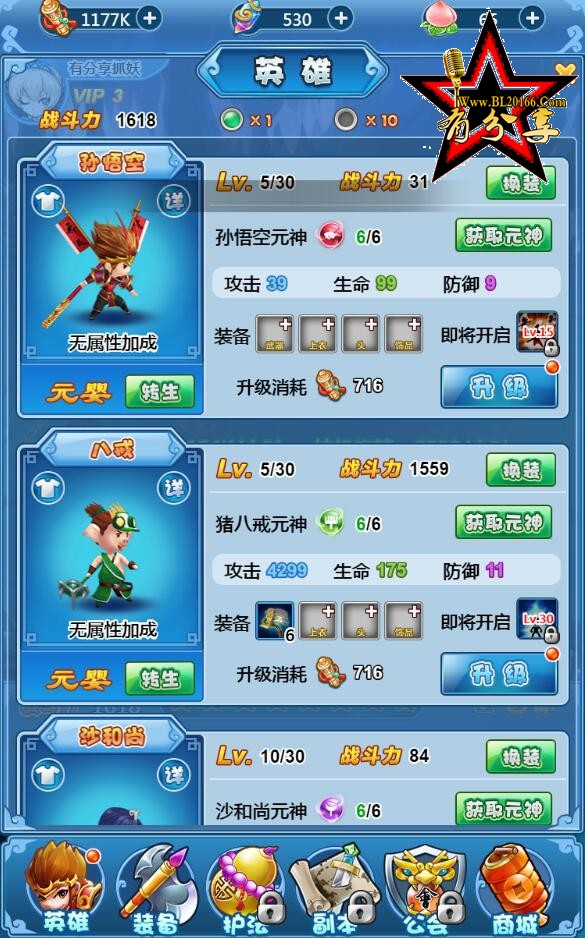 1177K
530
Www.BL20166.Com
有分享
有分享抓妖
英雄
VIP 3
战斗力 1618
×1
×10
孙悟空
详
无属性加成
元婴
转生
Lv. 5/30
战斗力 31
换装
孙悟空元神 6/6
获取元神
攻击 39 生命 99 防御 9
装备
武器 上衣 头 饰品
即将开启 Lv.15
升级消耗 716
升级
八戒
详
无属性加成
元婴
转生
Lv. 5/30
战斗力 1559
换装
猪八戒元神 6/6
获取元神
攻击 4299 生命 175 防御 11
装备
6 上衣 头 饰品
即将开启 Lv.30
升级消耗 716
升级
沙和尚
详
Lv. 10/30
战斗力 84
换装
沙和尚元神 6/6
获取元神
英雄 装备 护法 副本 公会 商城